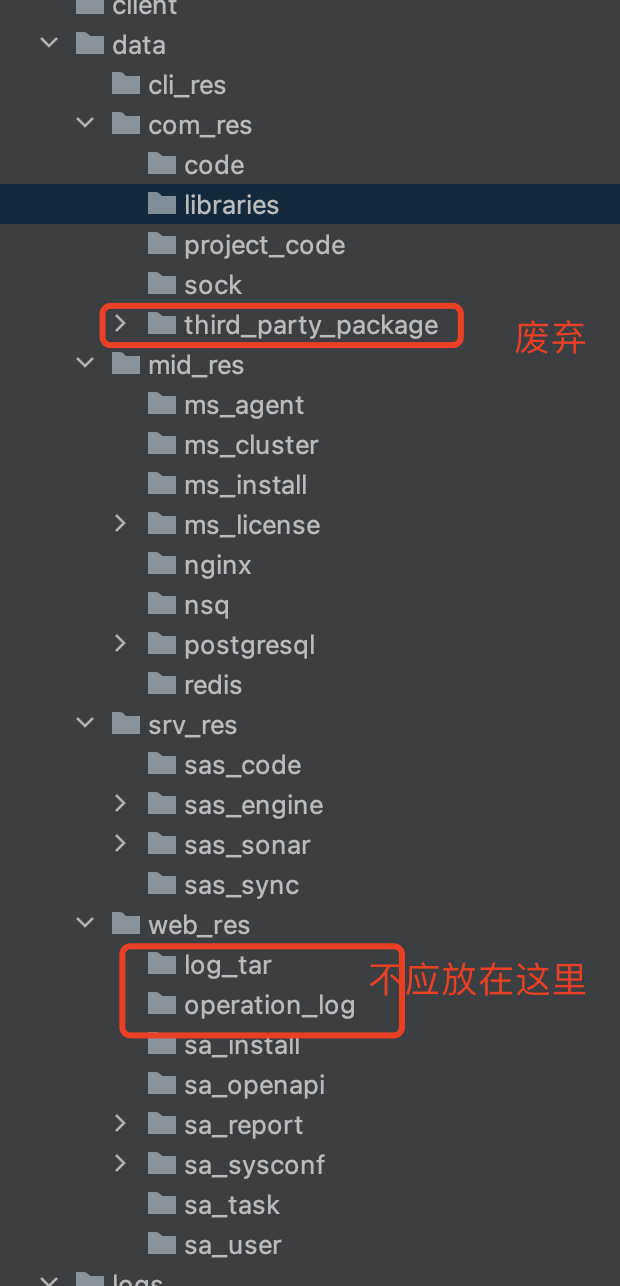 client
data
cli_res
com_res
code
libraries
project_code
sock
third_party_package 废弃
mid_res
ms_agent
ms_cluster
ms_install
ms_license
nginx
nsq
postgresql
redis
srv_res
sas_code
sas_engine
sas_sonar
sas_sync
web_res
log_tar 不应放在这里
operation_log
sa_install
sa_openapi
sa_report
sa_sysconf
sa_task
sa_user
logs